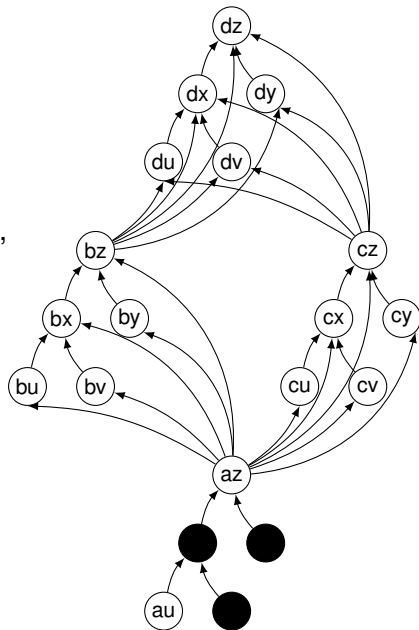 dz
dx dy
du dv
,
bz cz
bx by cx cy
bu bv cu cv
az
au